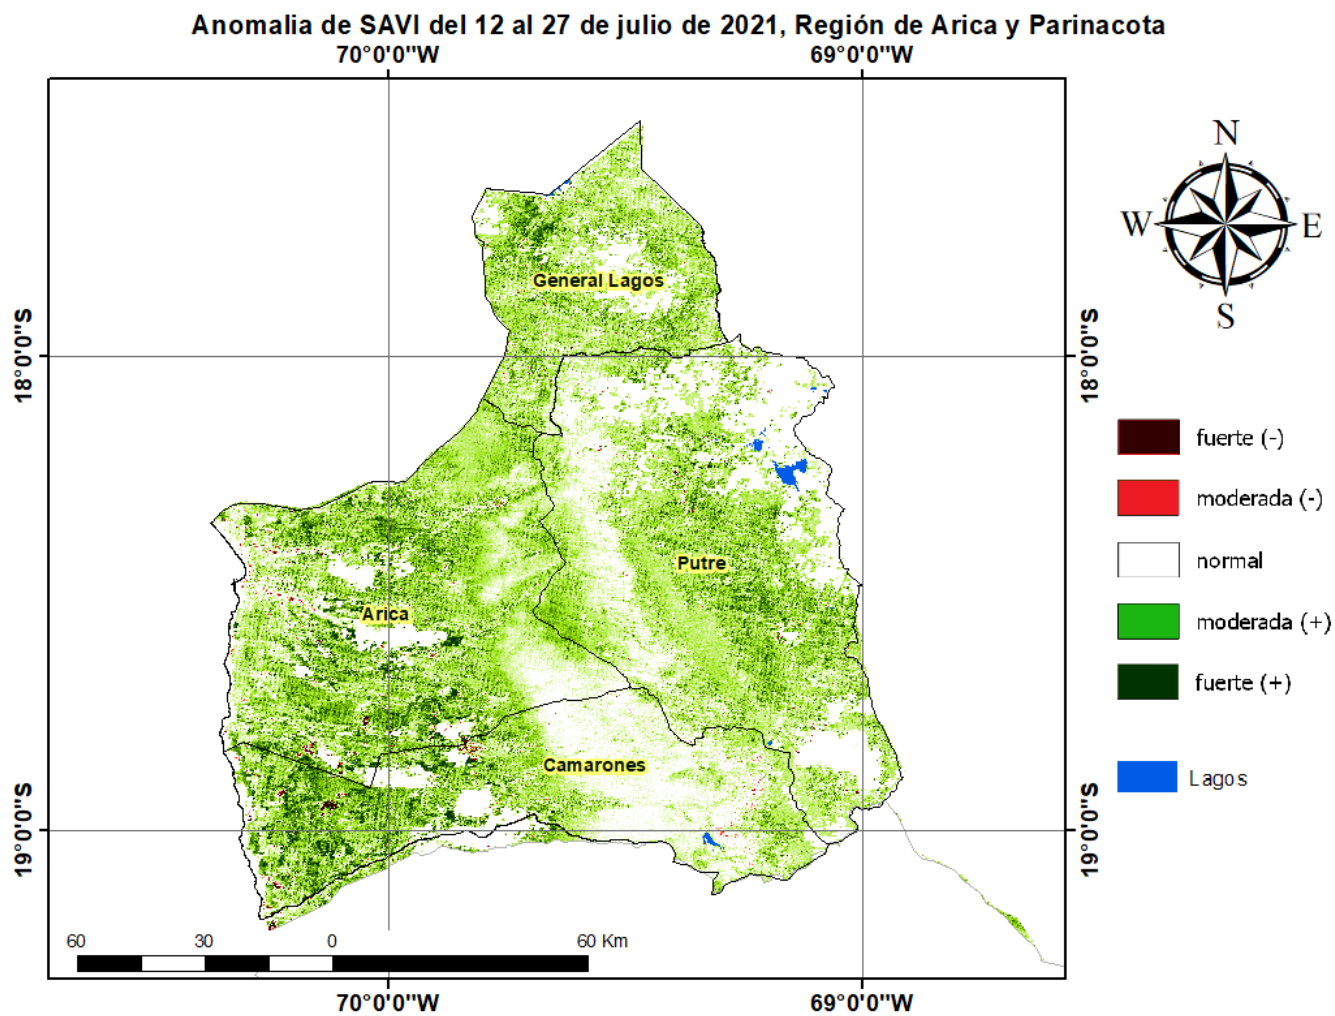 Anomalia de SAVI del 12 al 27 de julio de 2021, Región de Arica y Parinacota
70°0'0"W
69°0'0"W
N
W
E
S
General Lagos
18°0'0"S
18°0'0"S
fuerte (-)
moderada (-)
normal
moderada (+)
fuerte (+)
Lagos
Putre
Arica
Camarones
19°0'0"S
19°0'0"S
60
30
0
60 Km
70°0'0"W
69°0'0"W